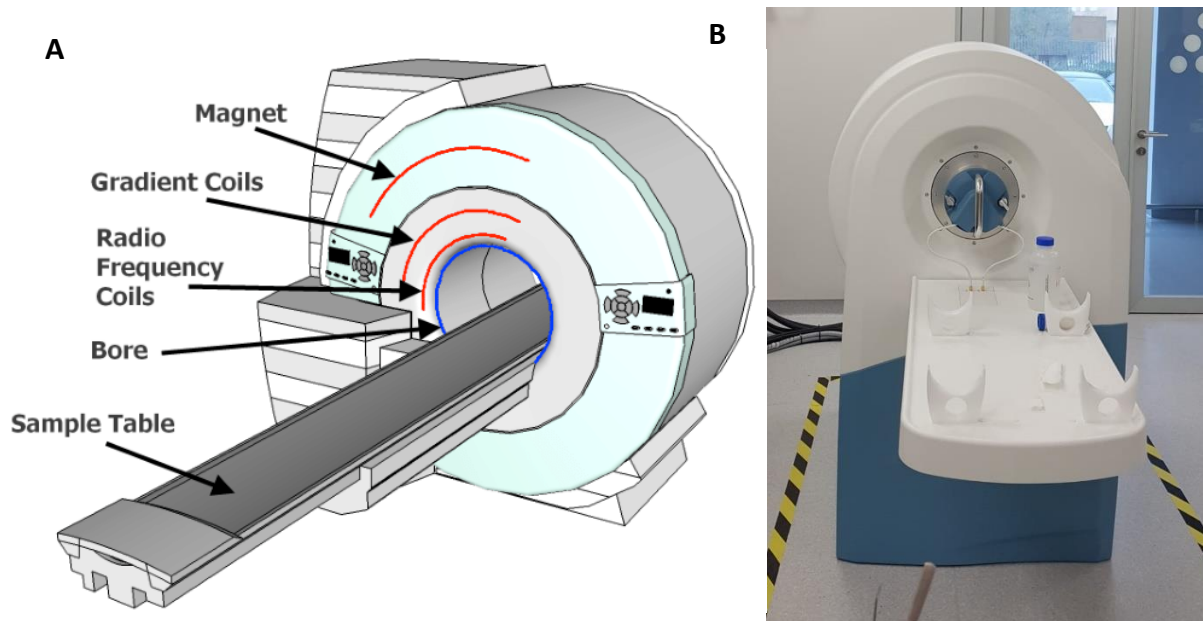 A
B
Magnet
Gradient Coils
Radio
Frequency
Coils
Bore
Sample Table